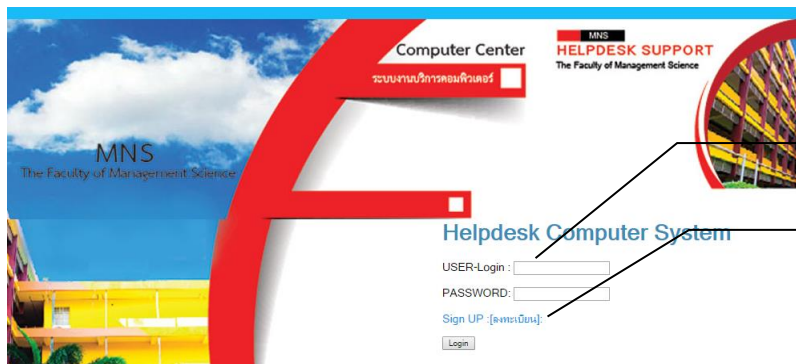 MNS
The Faculty of Management Science
Computer Center
ระบบงานบริการคอมพิวเตอร์
MNS
HELPDESK SUPPORT
The Faculty of Management Science
Helpdesk Computer System
USER-Login :
PASSWORD:
Sign UP :[ลงทะเบียน]:
Login